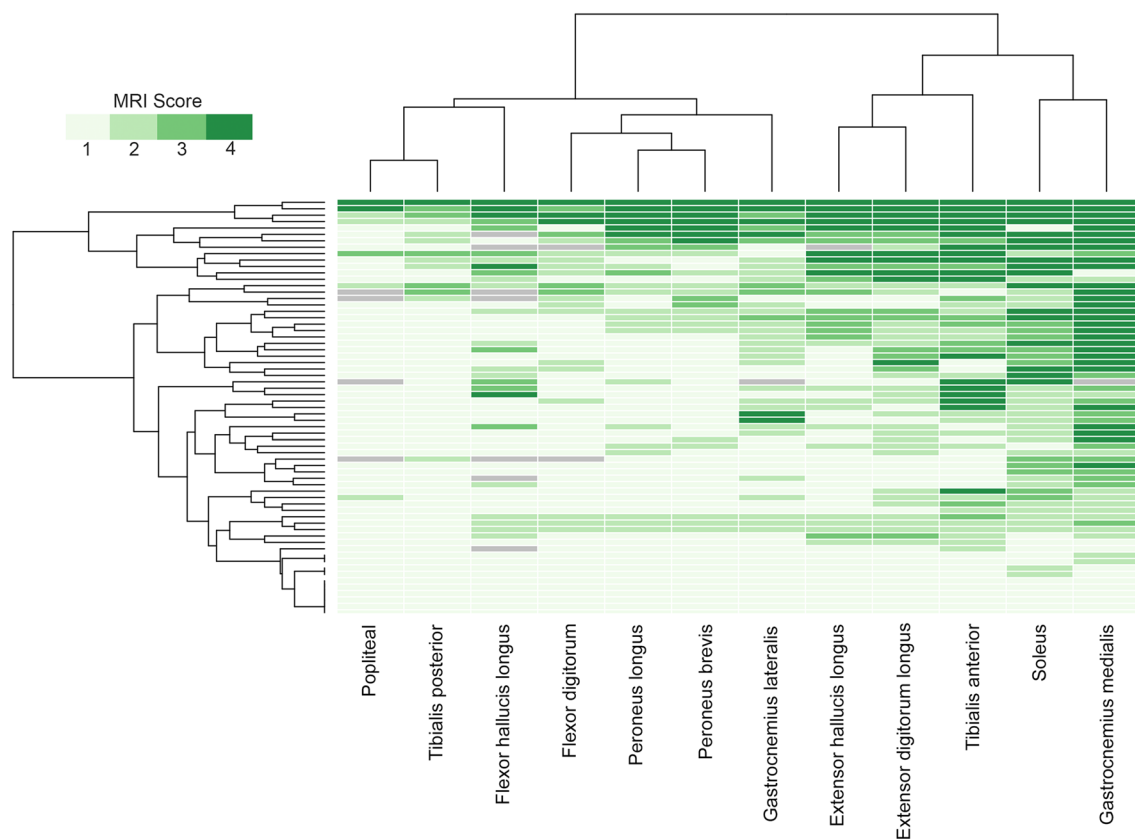 MRI Score
1 2 3 4
Popliteal
Tibialis posterior
Flexor hallucis longus
Flexor digitorum
Peroneus longus
Peroneus brevis
Gastrocnemius lateralis
Extensor hallucis longus
Extensor digitorum longus
Tibialis anterior
Soleus
Gastrocnemius medialis